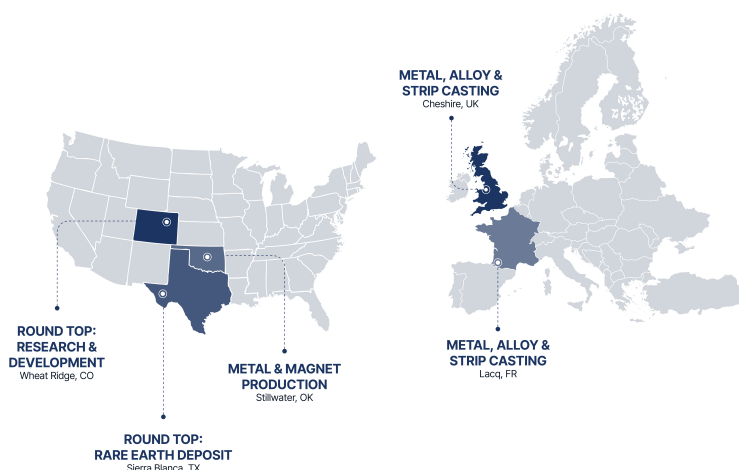 METAL, ALLOY &
STRIP CASTING
Cheshire, UK
ROUND TOP:
RESEARCH &
DEVELOPMENT
Wheat Ridge, CO
METAL & MAGNET
PRODUCTION
Stillwater, OK
METAL, ALLOY &
STRIP CASTING
Lacq, FR
ROUND TOP:
RARE EARTH DEPOSIT
Sierra Blanca, TX